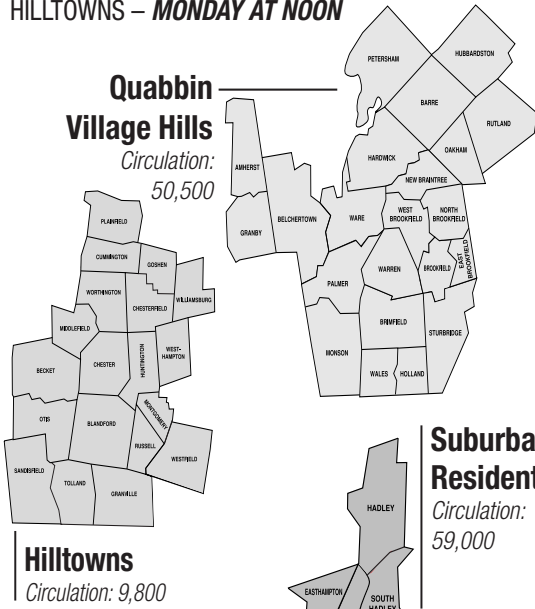 HILLTOWNS – MONDAY AT NOON
Quabbin
Village Hills
Circulation:
50,500
PETERSHAM
HUBBARDSTON
BARRE
RUTLAND
OAKHAM
HARDWICK
NEW BRAINTREE
AMHERST
BELCHERTOWN
GRANBY
WARE
WEST
BROOKFIELD
NORTH
BROOKFIELD
PALMER
WARREN
BROOKFIELD
EAST
BROOKFIELD
BRIMFIELD
STURBRIDGE
MONSON
WALES
HOLLAND
PLAINFIELD
CUMMINGTON
GOSHEN
WORTHINGTON
CHESTERFIELD
WILLIAMSBURG
MIDDLEFIELD
BECKET
CHESTER
HUNTINGTON
WEST-
HAMPTON
OTIS
BLANDFORD
MONTGOMERY
RUSSELL
WESTFIELD
SANDISFIELD
TOLLAND
GRANVILLE
Hilltowns
Circulation: 9,800
Suburba
Resident
Circulation:
59,000
HADLEY
EASTHAMPTON
SOUTH
HADLEY